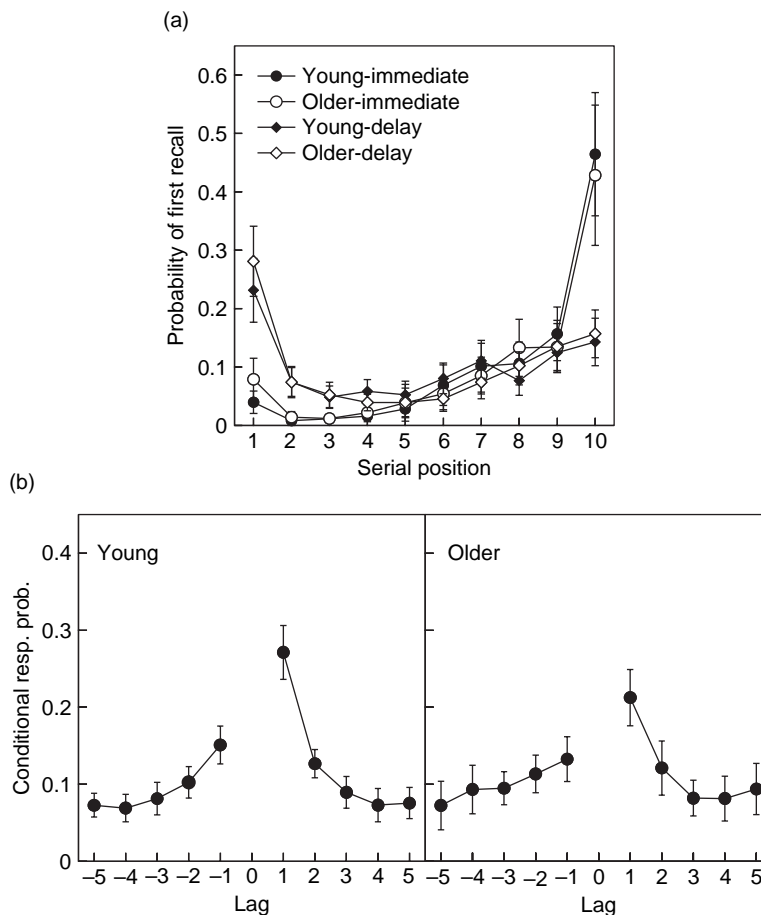 (a)
Probability of first recall
0.6
0.5
0.4
0.3
0.2
0.1
0
Young-immediate
Older-immediate
Young-delay
Older-delay
1 2 3 4 5 6 7 8 9 10
Serial position
(b)
Conditional resp. prob.
0.4
0.3
0.2
0.1
0
Young
Older
–5 –4 –3 –2 –1 0 1 2 3 4 5 –5 –4 –3 –2 –1 0 1 2 3 4 5
Lag Lag